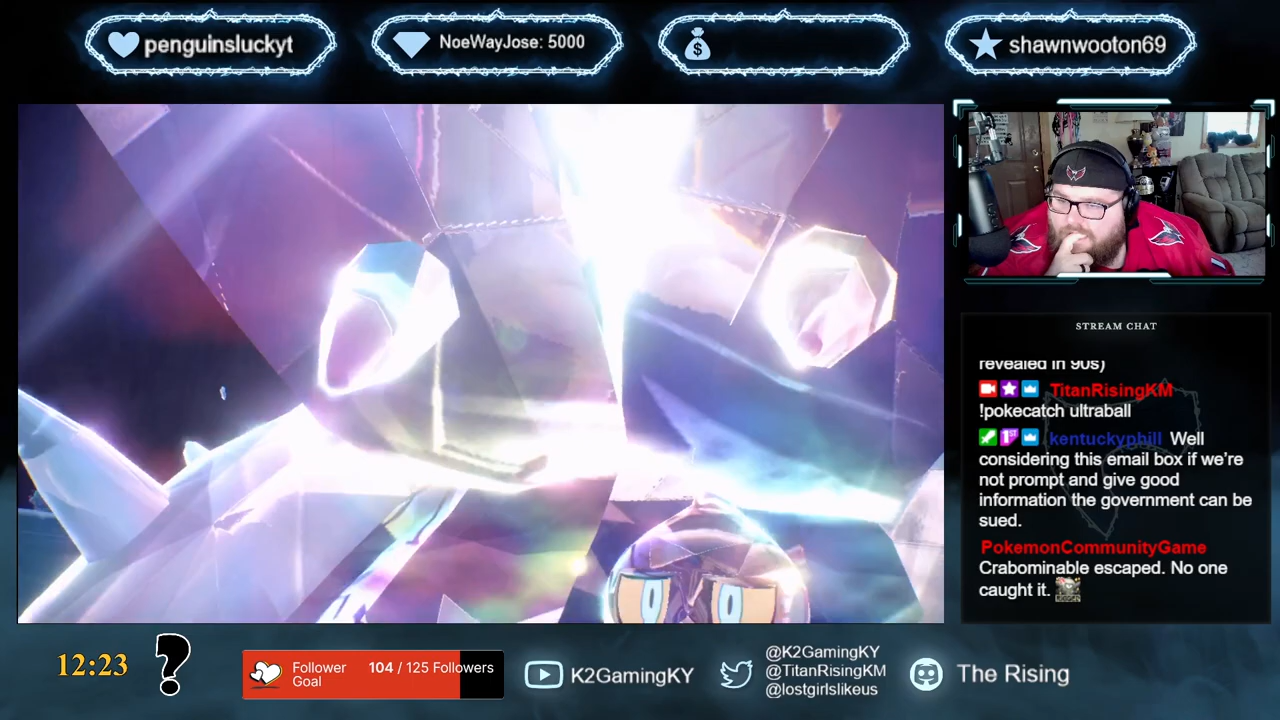 penguinsluckyt
NoeWayJose: 5000
shawnwooton69
STREAM CHAT
revealed in 90s)
TitanRisingKM
!pokecatch ultraball
kentuckyphill Well
considering this email box if we're
not prompt and give good
information the government can be
sued.
PokemonCommunityGame
Crabominable escaped. No one
caught it.
12:23
Follower
Goal
104 / 125 Followers
K2GamingKY
@K2GamingKY
@TitanRisingKM
@lostgirlslikeus
The Rising